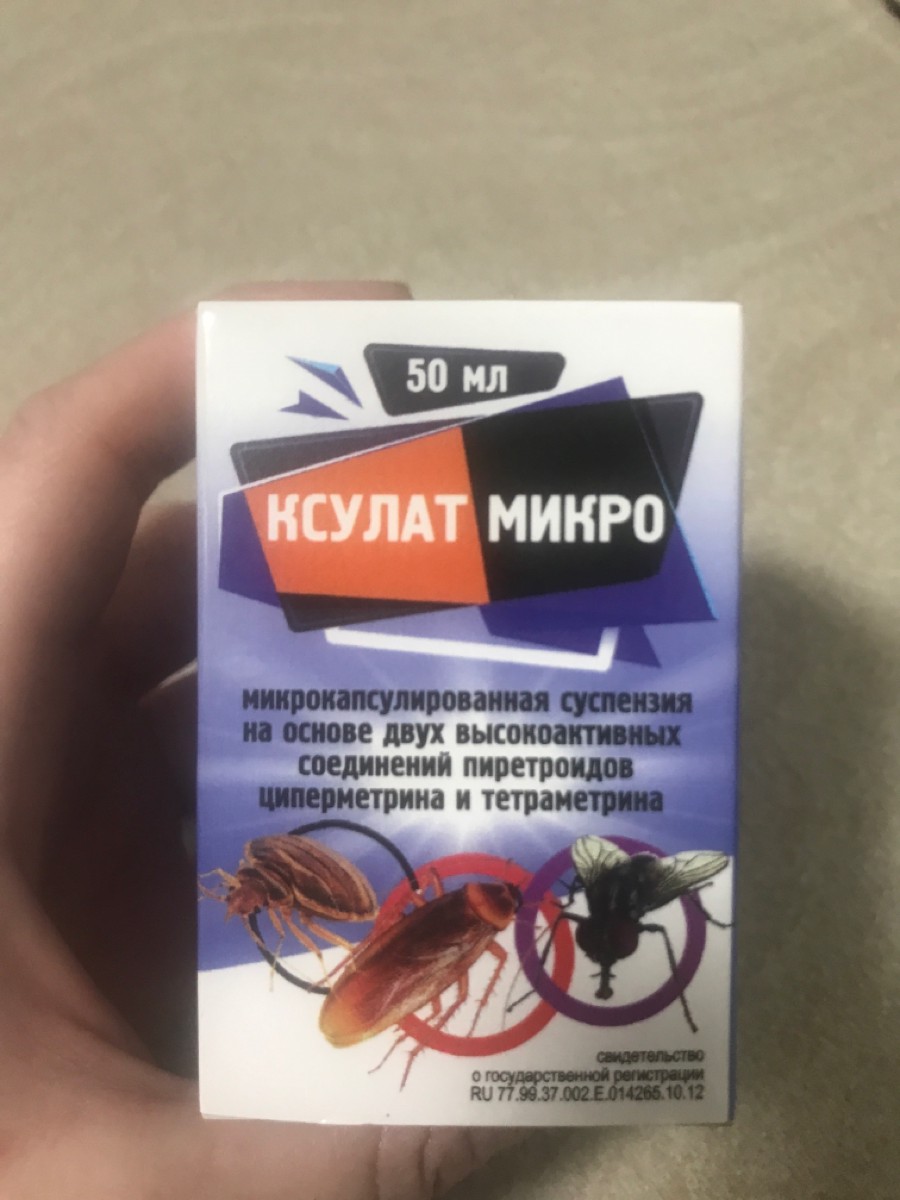 50 мл
КСУЛАТ МИКРО
микрокапсулированная суспензия
на основе двух высокоактивных
соединений пиретроидов
циперметрина и тетраметрина
свидетельство
о государственной регистрации
RU 77.99.37.002.E.014265.10.12